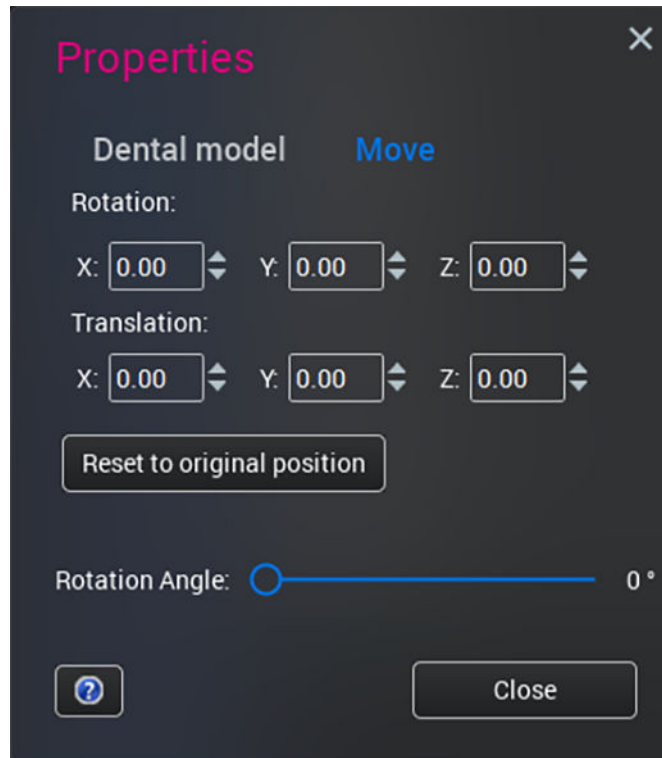 Properties
Dental model Move
Rotation:
X: 0.00 Y: 0.00 Z: 0.00
Translation:
X: 0.00 Y: 0.00 Z: 0.00
Reset to original position
Rotation Angle: 0 °
? Close